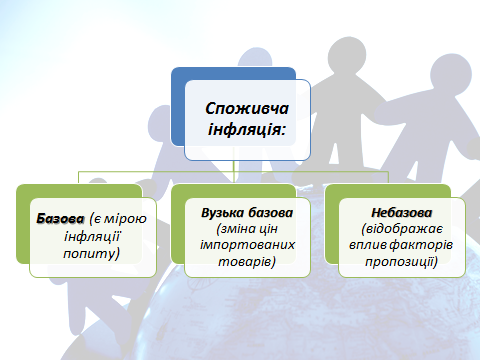 Споживча
інфляція:
Базова (є мірою
інфляції
попиту)
Вузька базова
(зміна цін
імпортованих
товарів)
Небазова
(відображає
вплив факторів
пропозиції)